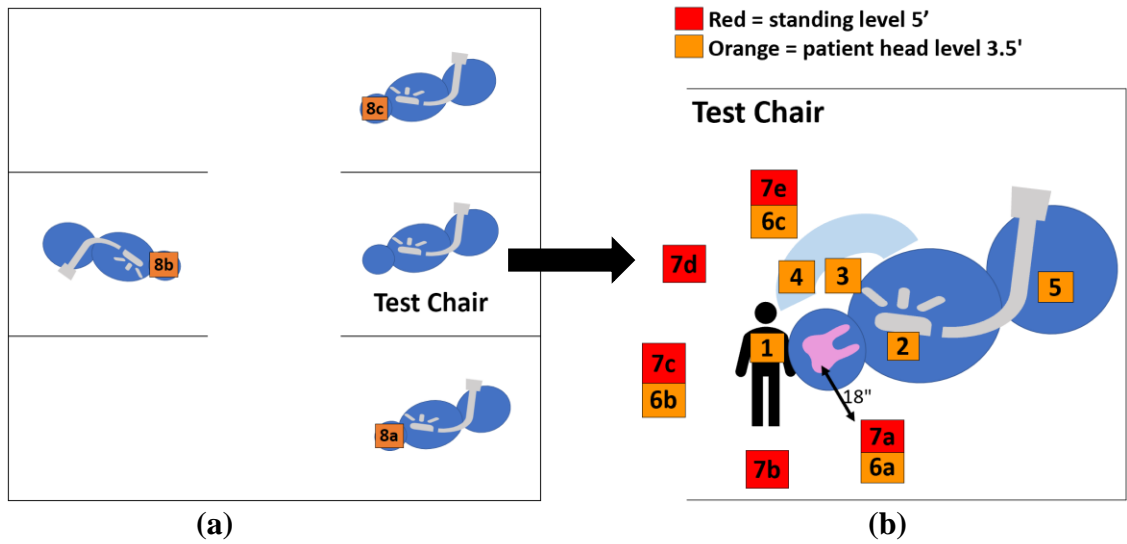 Red = standing level 5’
Orange = patient head level 3.5'
8c
8b
Test Chair
8a
(a)
Test Chair
7e
6c
7d
4
3
5
1
2
7c
6b
18"
7a
6a
7b
(b)